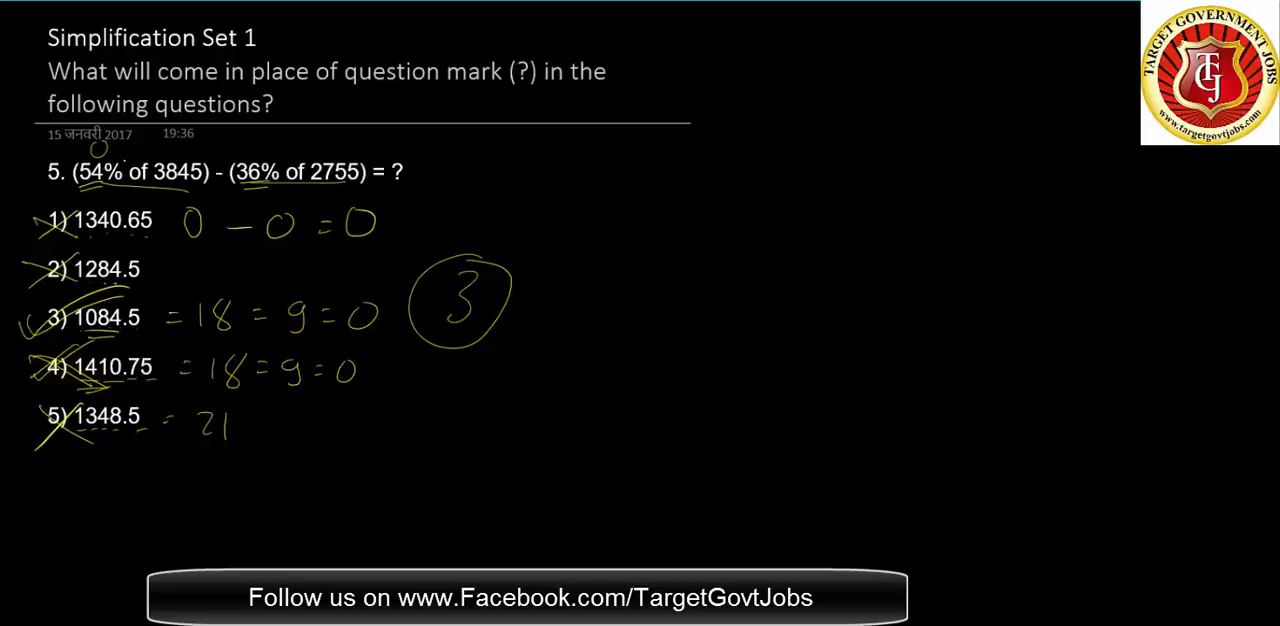 Simplification Set 1
What will come in place of question mark (?) in the
following questions?
15 जनवरी 2017 19:36
0
5. (54% of 3845) - (36% of 2755) = ?
1) 1340.65 0 - 0 = 0
2) 1284.5
3) 1084.5 = 18 = 9 = 0
3
4) 1410.75 = 18 = 9 = 0
5) 1348.5 = 21
Follow us on www.Facebook.com/TargetGovtJobs
TARGET GOVERNMENT JOBS
TGJ
www.targetgovtjobs.com